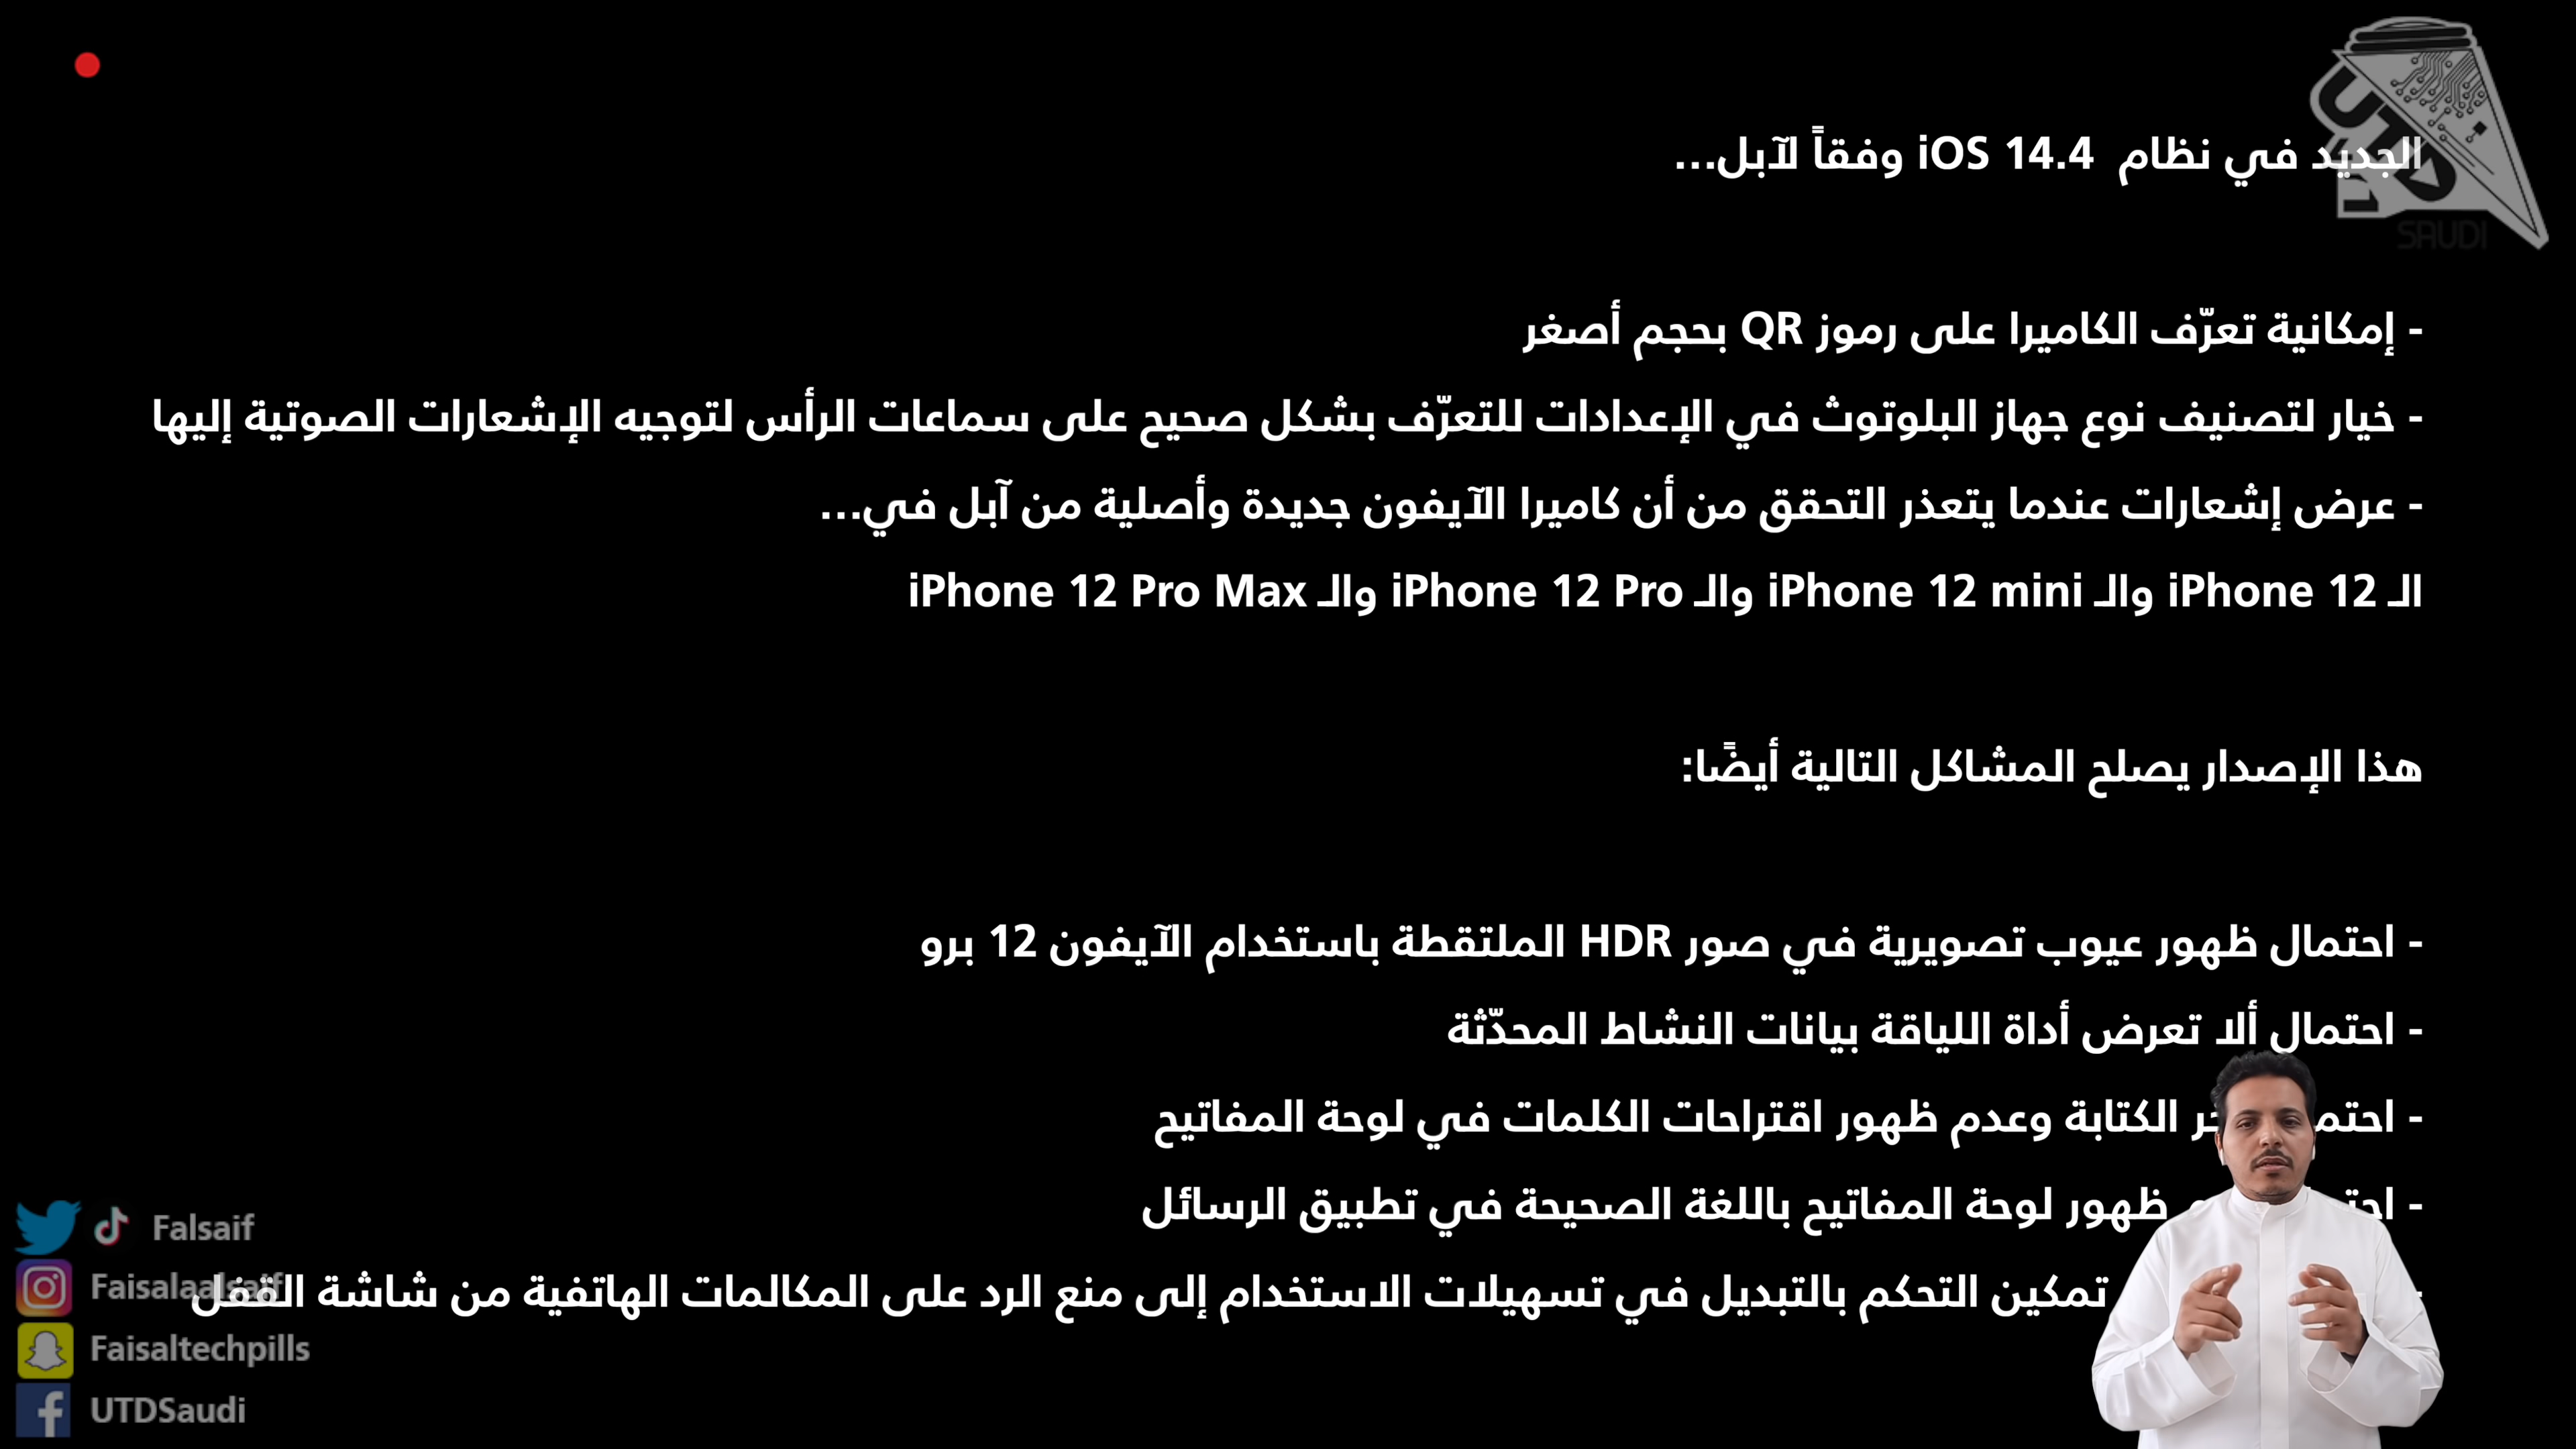 الجديد في نظام iOS 14.4 وفقاً لآبل...
- إمكانية تعرّف الكاميرا على رموز QR بحجم أصغر
- خيار لتصنيف نوع جهاز البلوتوث في الإعدادات للتعرّف بشكل صحيح على سماعات الرأس لتوجيه الإشعارات الصوتية إليها
- عرض إشعارات عندما يتعذر التحقق من أن كاميرا الآيفون جديدة وأصلية من آبل في...
الـ iPhone 12 والـ iPhone 12 mini والـ iPhone 12 Pro والـ iPhone 12 Pro Max
هذا الإصدار يصلح المشاكل التالية أيضًا:
- احتمال ظهور عيوب تصويرية في صور HDR الملتقطة باستخدام الآيفون 12 برو
- احتمال ألا تعرض أداة اللياقة بيانات النشاط المحدّثة
- الكتابة وعدم ظهور اقتراحات الكلمات في لوحة المفاتيح
- ظهور لوحة المفاتيح باللغة الصحيحة في تطبيق الرسائل
تمكين التحكم بالتبديل في تسهيلات الاستخدام إلى منع الرد على المكالمات الهاتفية من شاشة القفل
UTD
SAUDI
Falsaif
Faisalaalsaif
Faisaltechpills
UTDSaudi